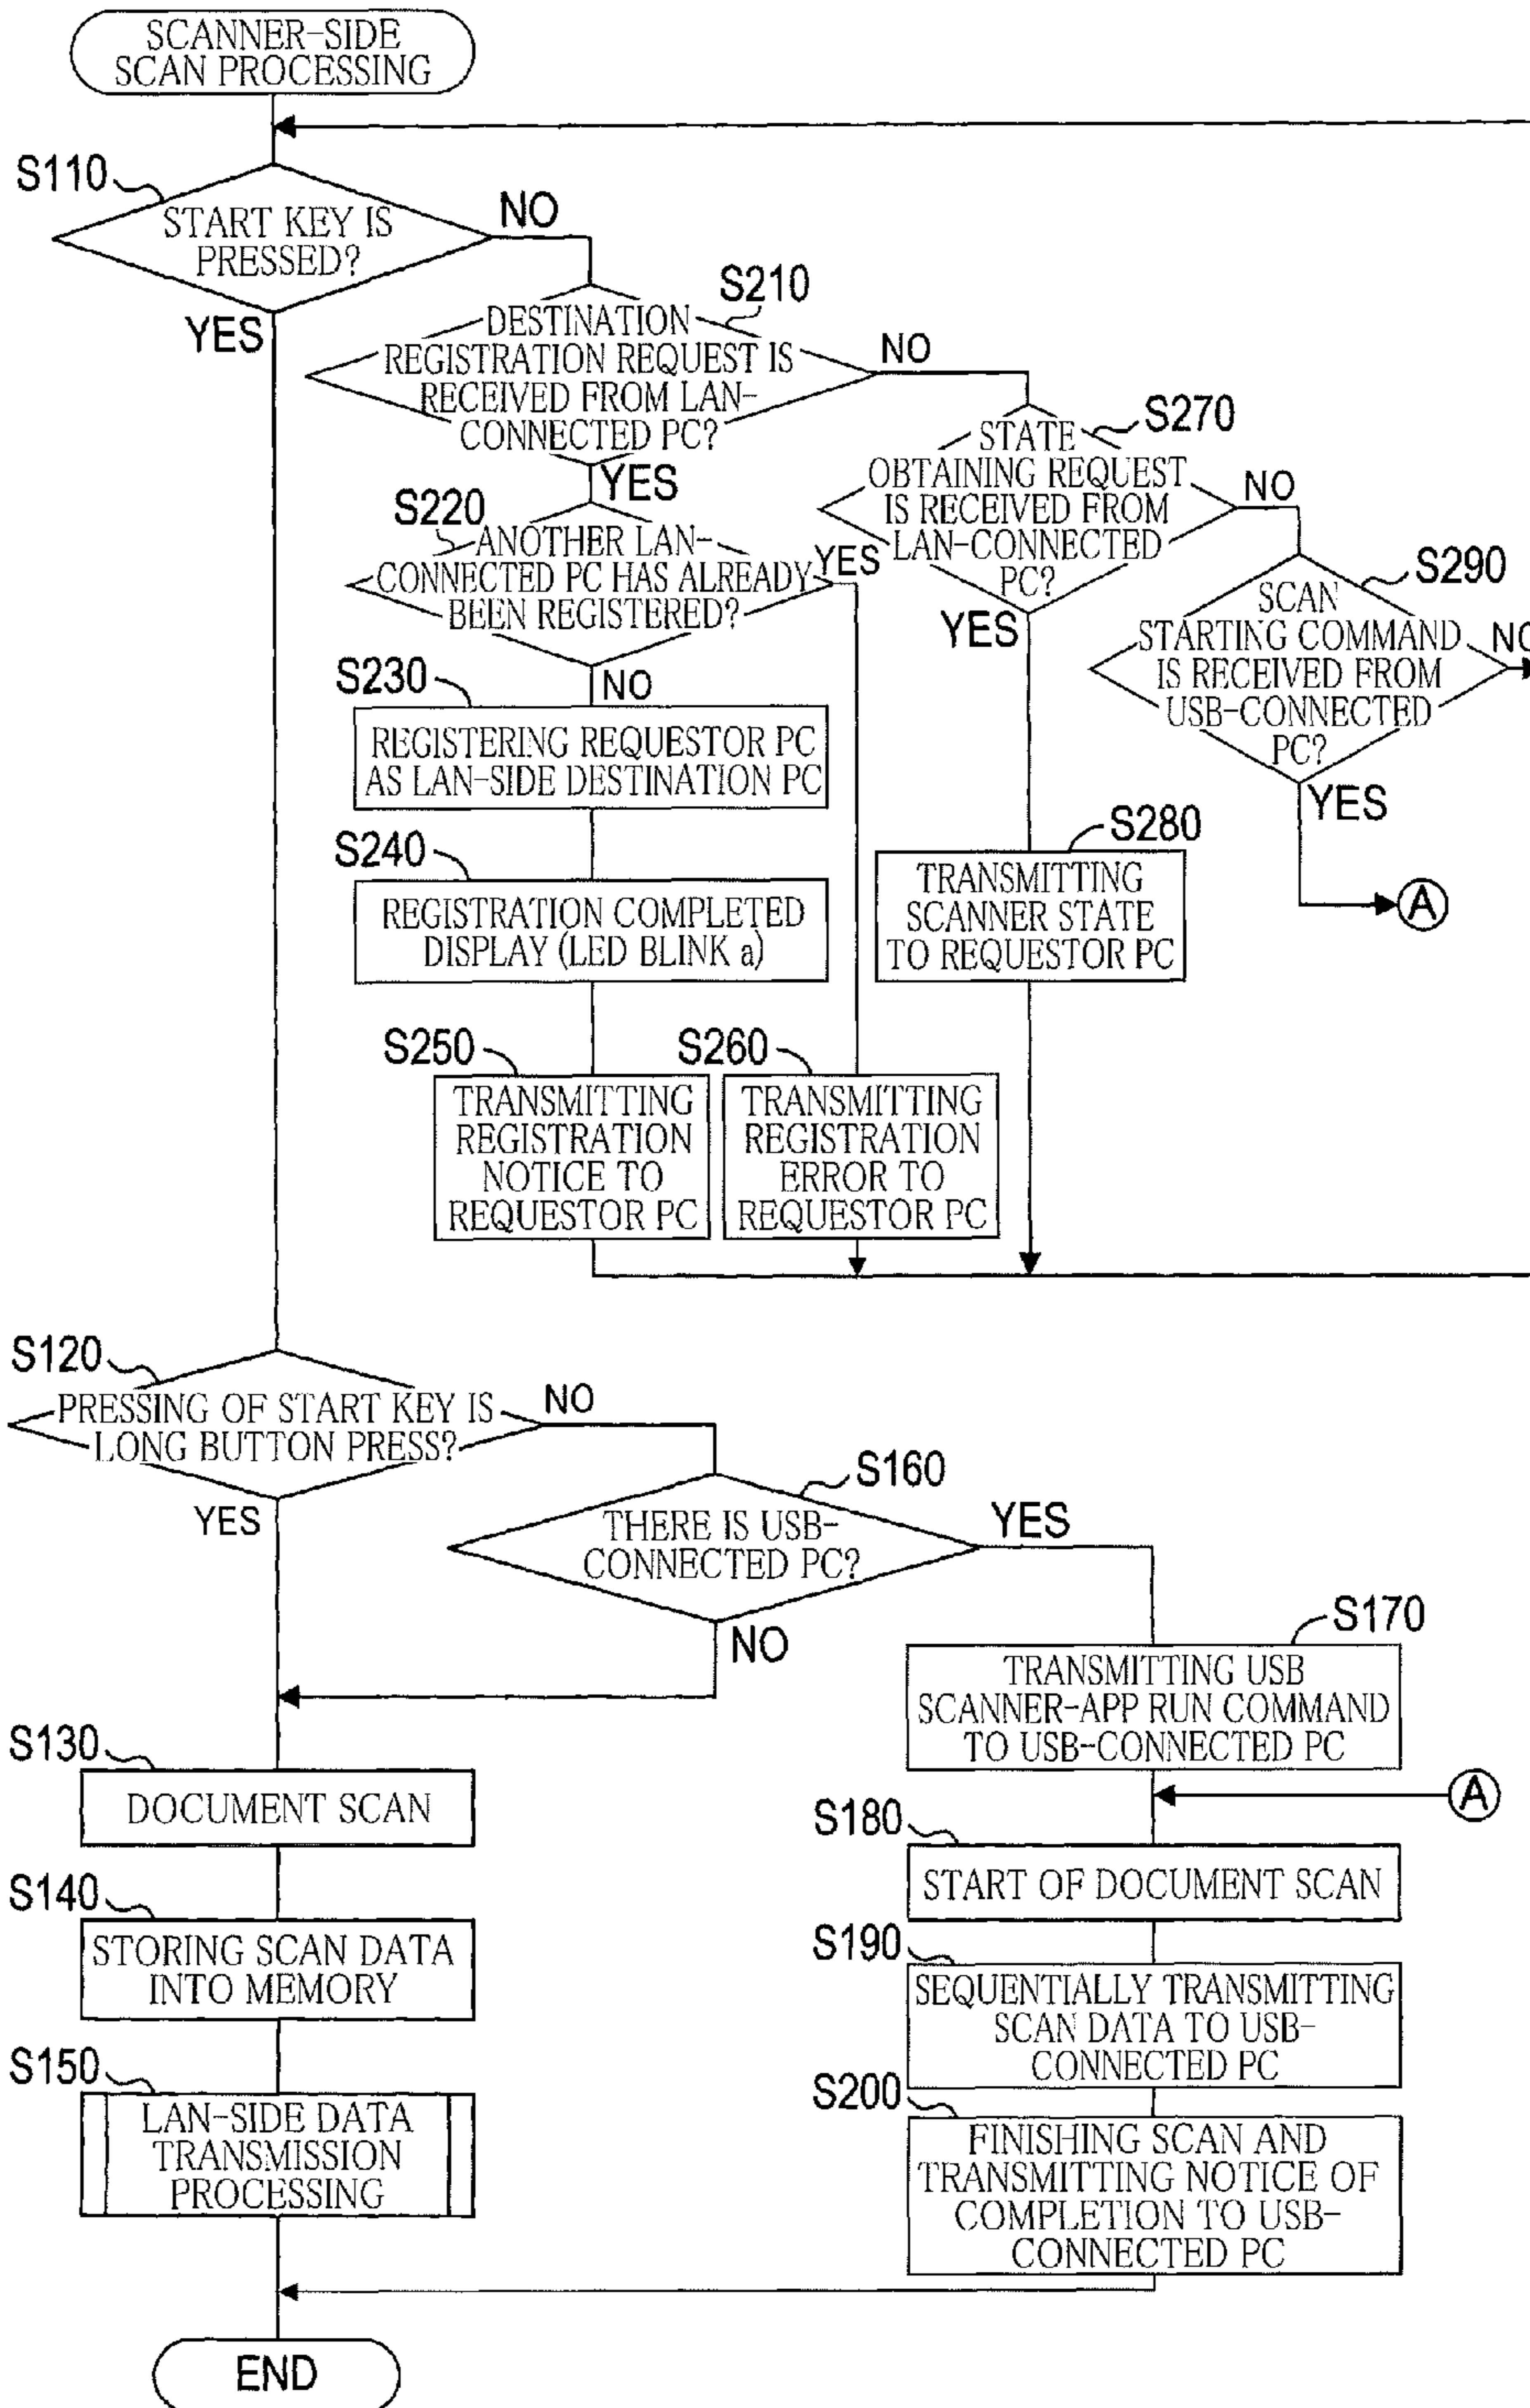 SCANNER-SIDE
SCAN PROCESSING
S110
START KEY IS
PRESSED?
NO
YES
S210
DESTINATION
REGISTRATION REQUEST IS
RECEIVED FROM LAN-
CONNECTED PC?
NO
YES
S270
STATE
OBTAINING REQUEST
IS RECEIVED FROM
LAN-CONNECTED
PC?
NO
YES
S220
ANOTHER LAN-
CONNECTED PC HAS ALREADY
BEEN REGISTERED?
YES
NO
S290
SCAN
STARTING COMMAND
IS RECEIVED FROM
USB-CONNECTED
PC?
NO
YES
A
S230
REGISTERING REQUESTOR PC
AS LAN-SIDE DESTINATION PC
S240
REGISTRATION COMPLETED
DISPLAY (LED BLINK a)
S280
TRANSMITTING
SCANNER STATE
TO REQUESTOR PC
S250
TRANSMITTING
REGISTRATION
NOTICE TO
REQUESTOR PC
S260
TRANSMITTING
REGISTRATION
ERROR TO
REQUESTOR PC
S120
PRESSING OF START KEY IS
LONG BUTTON PRESS?
NO
YES
S160
THERE IS USB-
CONNECTED PC?
YES
NO
S170
TRANSMITTING USB
SCANNER-APP RUN COMMAND
TO USB-CONNECTED PC
A
S130
DOCUMENT SCAN
S180
START OF DOCUMENT SCAN
S140
STORING SCAN DATA
INTO MEMORY
S190
SEQUENTIALLY TRANSMITTING
SCAN DATA TO USB-
CONNECTED PC
S150
LAN-SIDE DATA
TRANSMISSION
PROCESSING
S200
FINISHING SCAN AND
TRANSMITTING NOTICE OF
COMPLETION TO USB-
CONNECTED PC
END